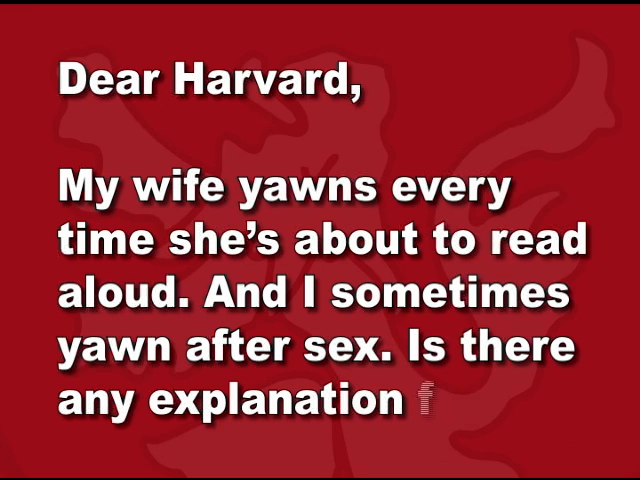 Dear Harvard,
My wife yawns every
time she’s about to read
aloud. And I sometimes
yawn after sex. Is there
any explanation f